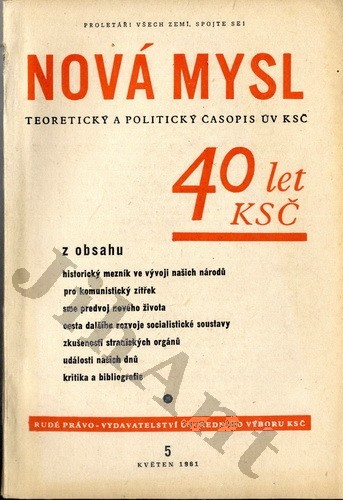 PROLETÁŘI VŠECH ZEMÍ, SPOJTE SE!
NOVÁ MYSL
TEORETICKÝ A POLITICKÝ ČASOPIS ÚV KSČ
40 let
KSČ
z obsahu
historický mezník ve vývoji našich národů
pro komunistický zítřek
sme predvoj nového života
cesta dalšího rozvoje socialistické soustavy
zkušenosti stranických orgánů
události našich dnů
kritika a bibliografie
RUDÉ PRÁVO - VYDAVATELSTVÍ ÚSTŘEDNÍHO VÝBORU KSČ
5
KVĚTEN 1961
JihAnt